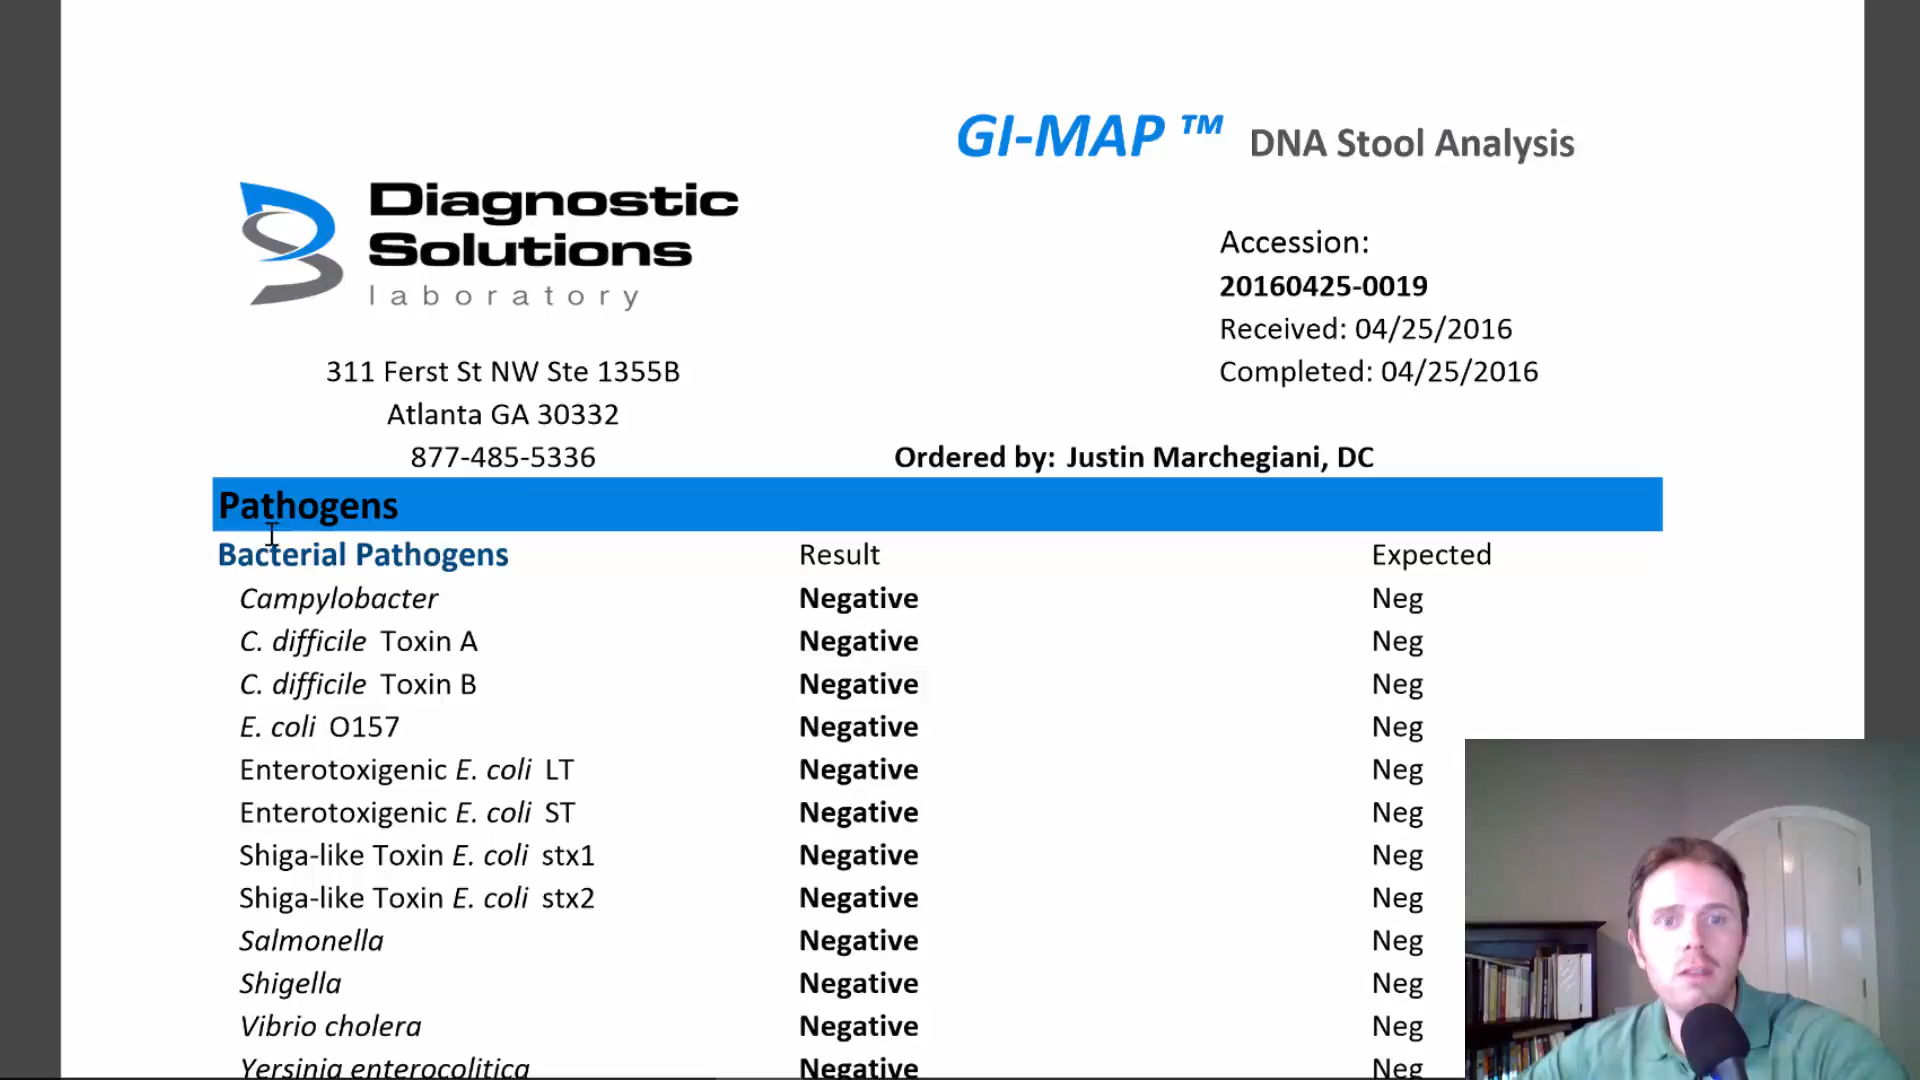 GI-MAP ™ DNA Stool Analysis
Diagnostic
Solutions
laboratory
Accession:
20160425-0019
Received: 04/25/2016
Completed: 04/25/2016
311 Ferst St NW Ste 1355B
Atlanta GA 30332
877-485-5336
Ordered by: Justin Marchegiani, DC
Pathogens
Bacterial Pathogens Result Expected
Campylobacter Negative Neg
C. difficile Toxin A Negative Neg
C. difficile Toxin B Negative Neg
E. coli O157 Negative Neg
Enterotoxigenic E. coli LT Negative Neg
Enterotoxigenic E. coli ST Negative Neg
Shiga-like Toxin E. coli stx1 Negative Neg
Shiga-like Toxin E. coli stx2 Negative Neg
Salmonella Negative Neg
Shigella Negative Neg
Vibrio cholera Negative Neg
Yersinia enterocolitica Negative Neg